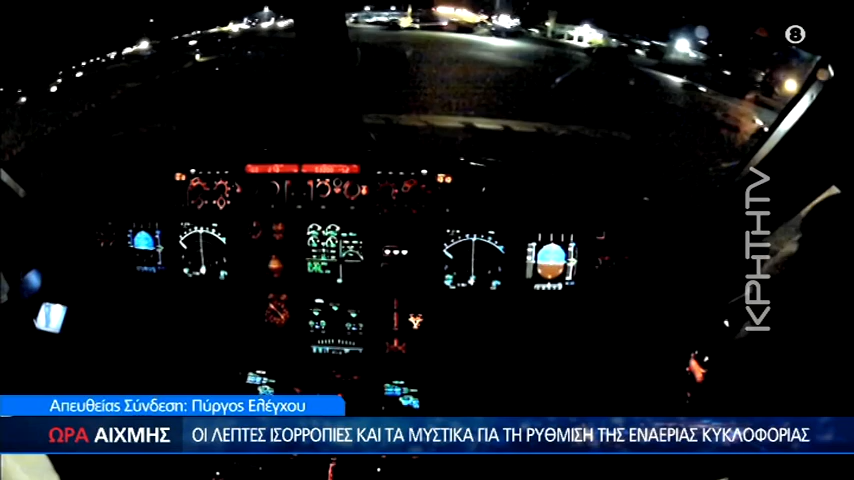 8
ΚΡΗΤΗTV
Απευθείας Σύνδεση: Πύργος Ελέγχου
ΩΡΑ ΑΙΧΜΗΣ
ΟΙ ΛΕΠΤΕΣ ΙΣΟΡΡΟΠΙΕΣ ΚΑΙ ΤΑ ΜΥΣΤΙΚΑ ΓΙΑ ΤΗ ΡΥΘΜΙΣΗ ΤΗΣ ΕΝΑΕΡΙΑΣ ΚΥΚΛΟΦΟΡΙΑΣ